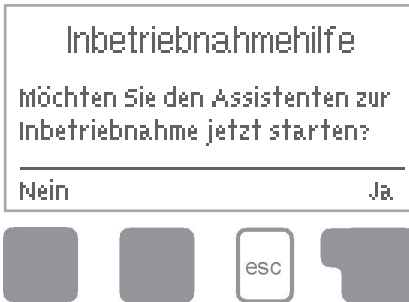 Inbetriebnahmehilfe
Möchten Sie den Assistenten zur
Inbetriebnahme jetzt starten?
Nein Ja
esc